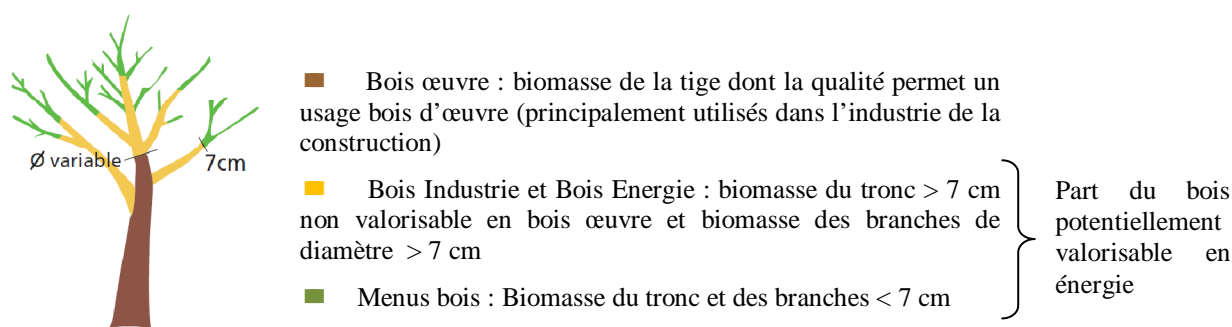 Bois œuvre : biomasse de la tige dont la qualité permet un
usage bois d’œuvre (principalement utilisés dans l’industrie de la
construction)
Ø variable
7cm
Bois Industrie et Bois Energie : biomasse du tronc > 7 cm
non valorisable en bois œuvre et biomasse des branches de
diamètre > 7 cm
Menus bois : Biomasse du tronc et des branches < 7 cm
Part du bois
potentiellement
valorisable en
énergie